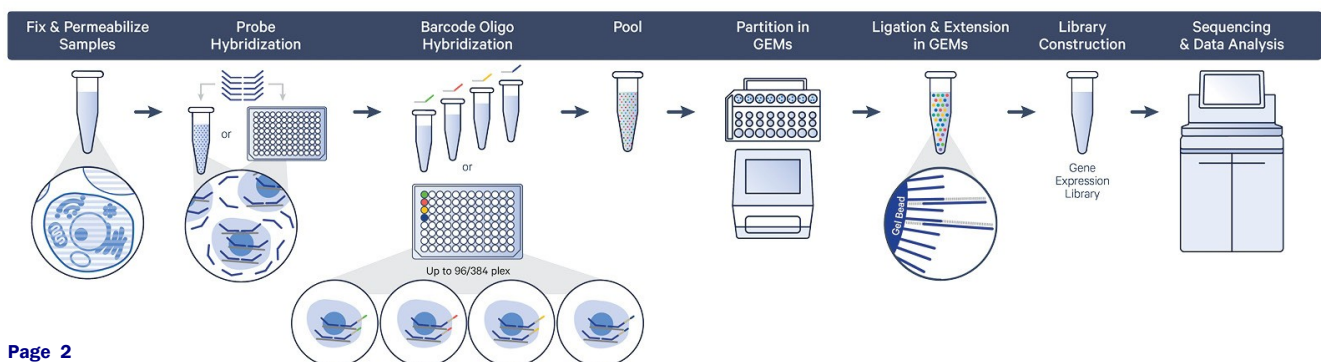 Fix & Permeabilize
Samples
Probe
Hybridization
Barcode Oligo
Hybridization
Pool
Partition in
GEMs
Ligation & Extension
in GEMs
Library
Construction
Sequencing
& Data Analysis
or
or
Up to 96/384 plex
Gel Bead
Gene
Expression
Library
Page 2